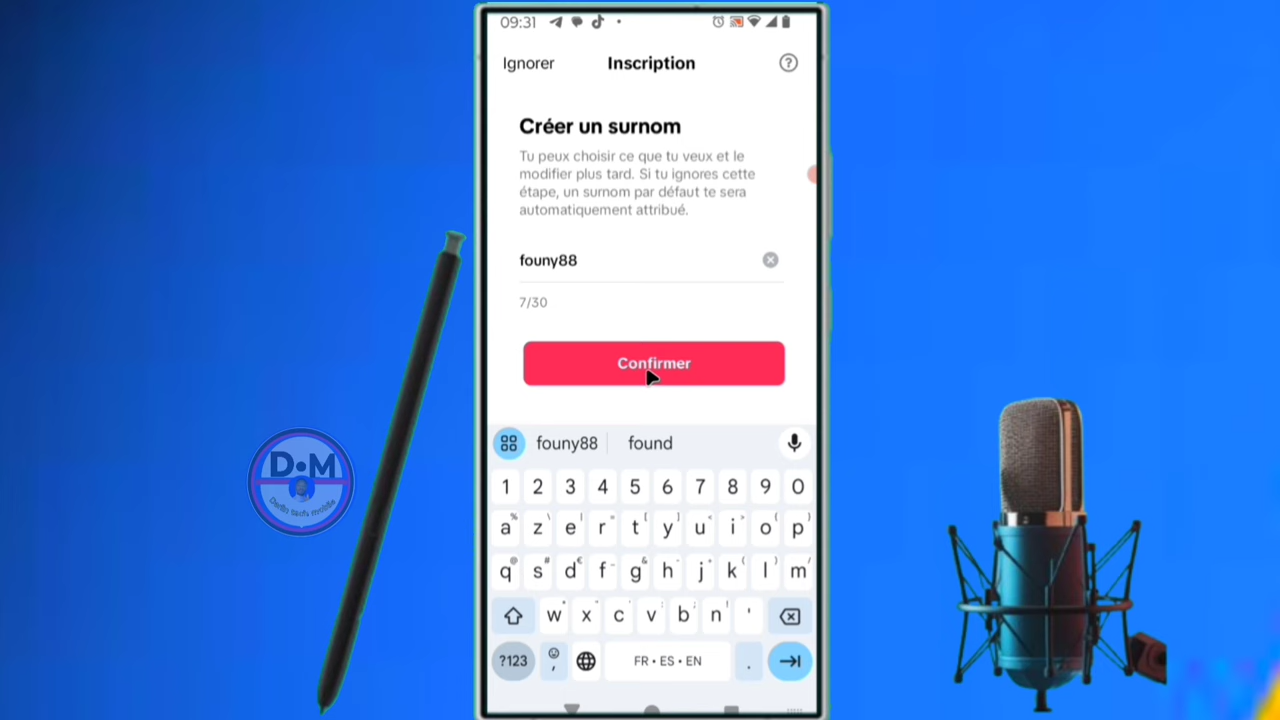 09:31
Ignorer
Inscription
?
Créer un surnom
Tu peux choisir ce que tu veux et le
modifier plus tard. Si tu ignores cette
étape, un surnom par défaut te sera
automatiquement attribué.
founy88
7/30
Confirmer
founy88 found
1 2 3 4 5 6 7 8 9 0
a z e r t y u i o p
q s d f g h j k l m
w x c v b n '
?123 , FR • ES • EN .
D•M